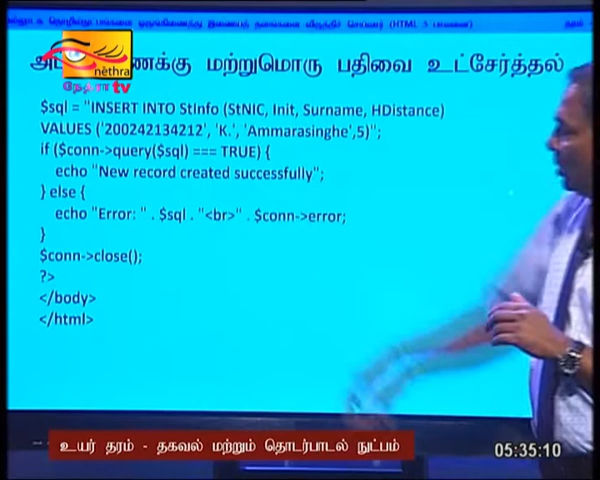 மற்றுமொரு பதிவை உட்சேர்த்தல்
nēthra
நேத்ரா tv
$sql = "INSERT INTO StInfo (StNIC, Init, Surname, HDistance)
VALUES ('200242134212', 'K.', 'Ammarasinghe',5)";
if ($conn->query($sql) === TRUE) {
echo "New record created successfully";
} else {
echo "Error: " . $sql . "<br>" . $conn->error;
}
$conn->close();
?>
</body>
</html>
உயர் தரம் - தகவல் மற்றும் தொடர்பாடல் நுட்பம்
05:35:10